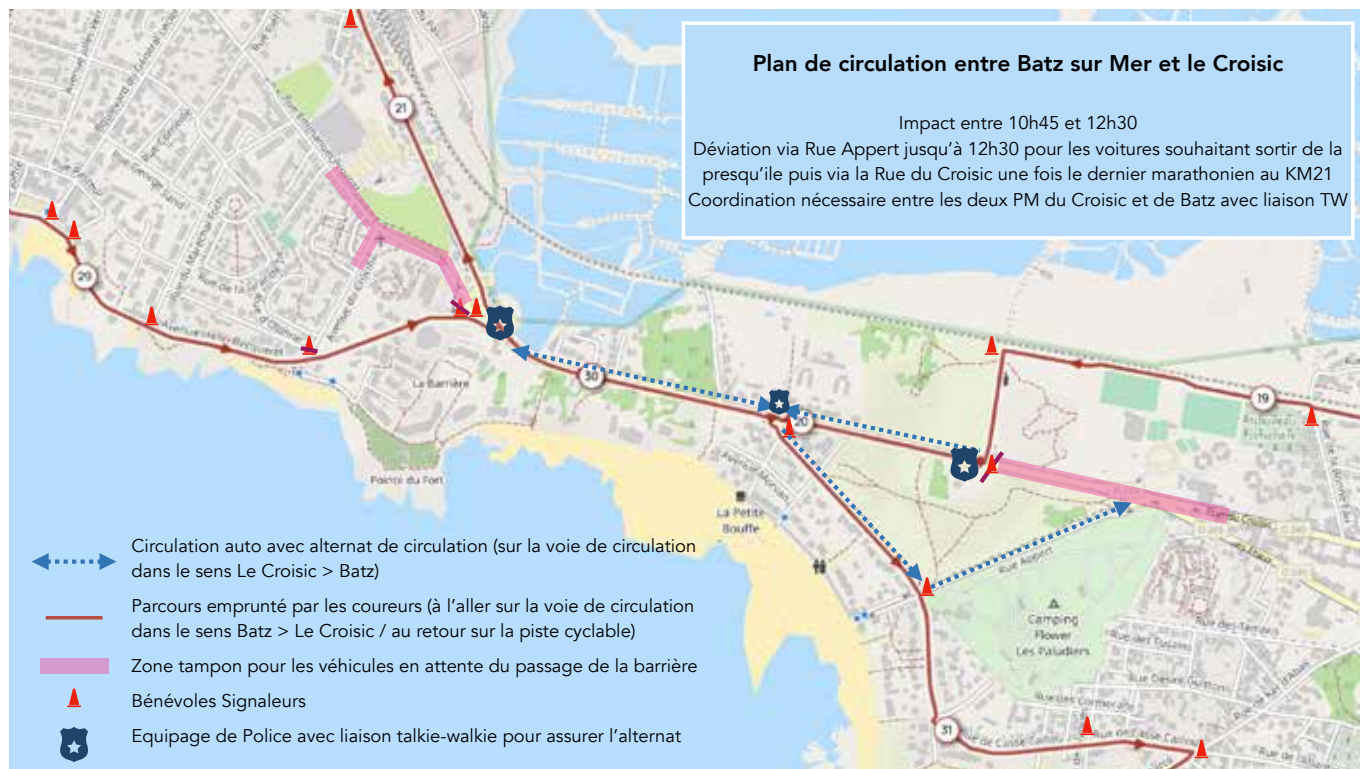 Plan de circulation entre Batz sur Mer et le Croisic
Impact entre 10h45 et 12h30
Déviation via Rue Appert jusqu'à 12h30 pour les voitures souhaitant sortir de la
presqu'ile puis via la Rue du Croisic une fois le dernier marathonien au KM21
Coordination nécessaire entre les deux PM du Croisic et de Batz avec liaison TW
21
29
30
20
19
31
La Barrière
Pointe du Fort
Avenue Morvan
La Petite
Bouffe
Rue Appert
Camping
Flower
Les Paludiers
Circulation auto avec alternat de circulation (sur la voie de circulation
dans le sens Le Croisic > Batz)
Parcours emprunté par les coureurs (à l'aller sur la voie de circulation
dans le sens Batz > Le Croisic / au retour sur la piste cyclable)
Zone tampon pour les véhicules en attente du passage de la barrière
Bénévoles Signaleurs
Equipage de Police avec liaison talkie-walkie pour assurer l'alternat